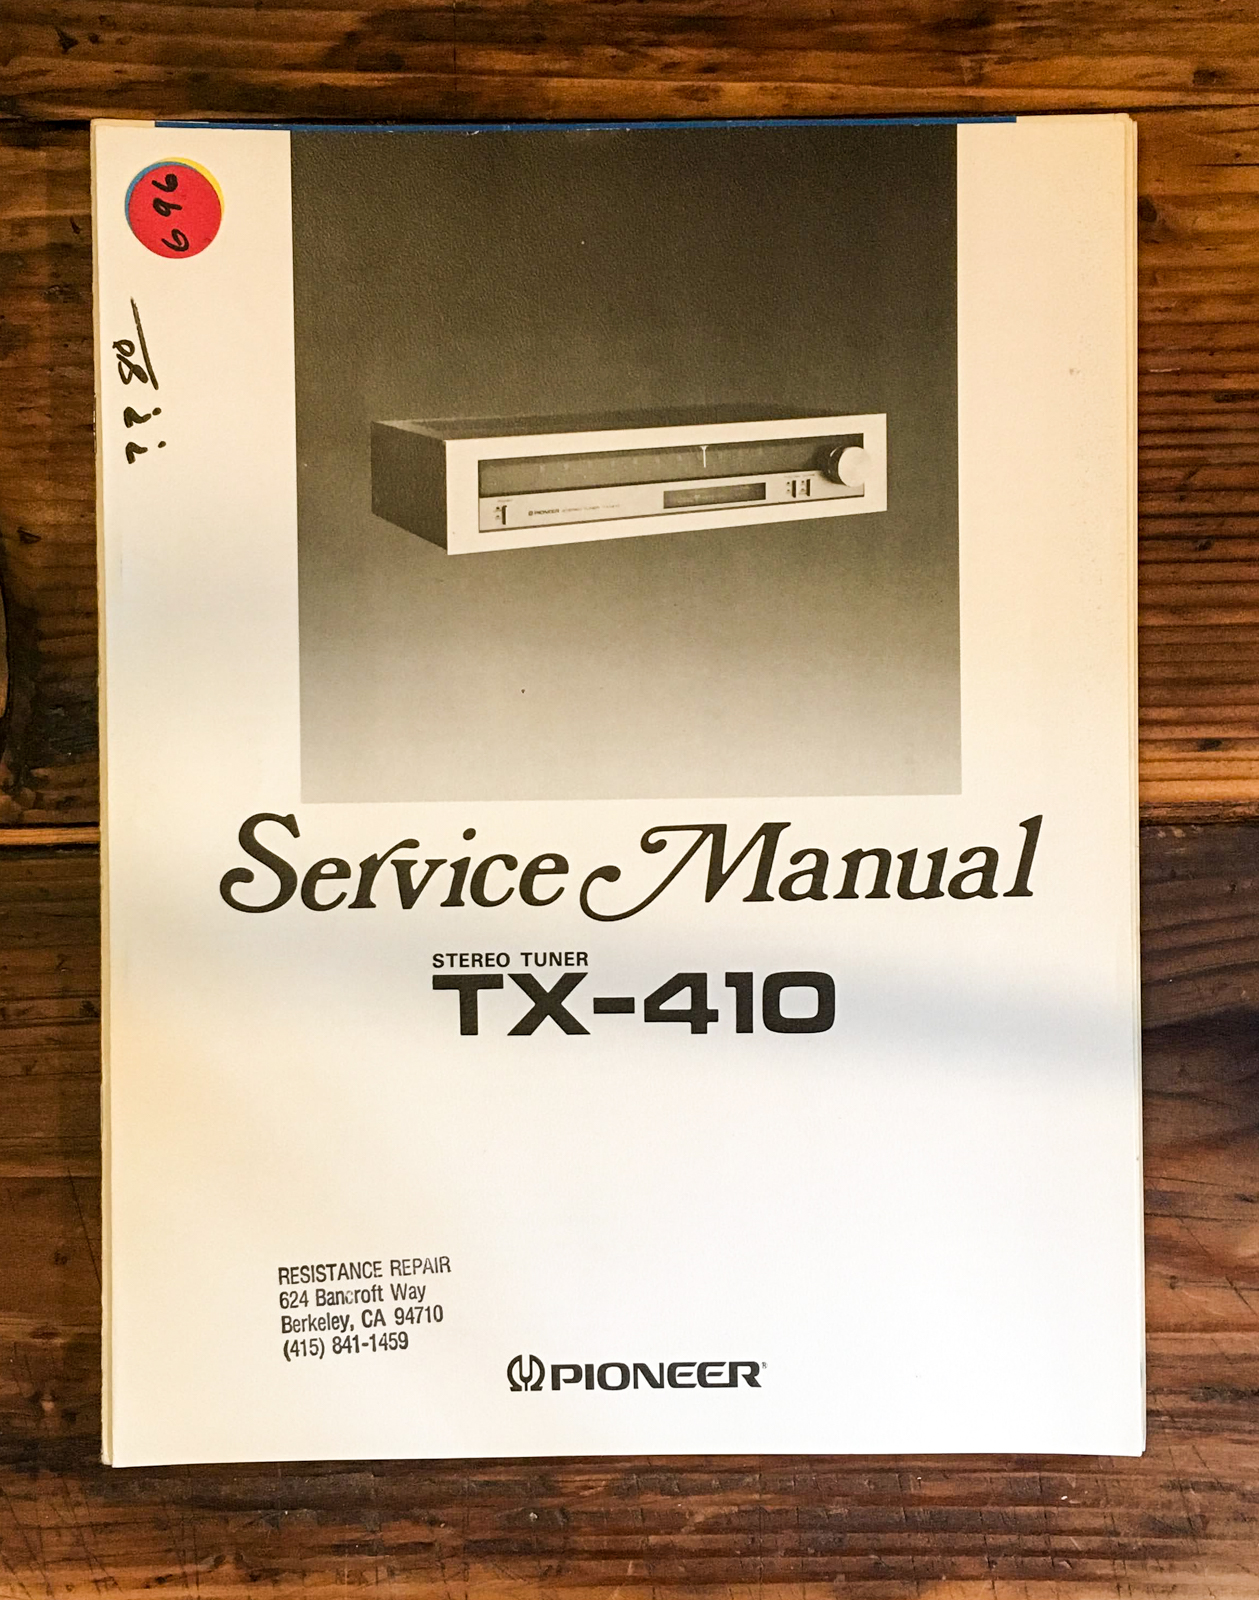 696
Service Manual
STEREO TUNER
TX-410
RESISTANCE REPAIR
624 Bancroft Way
Berkeley, CA 94710
(415) 841-1459
PIONEER®
PIONEER